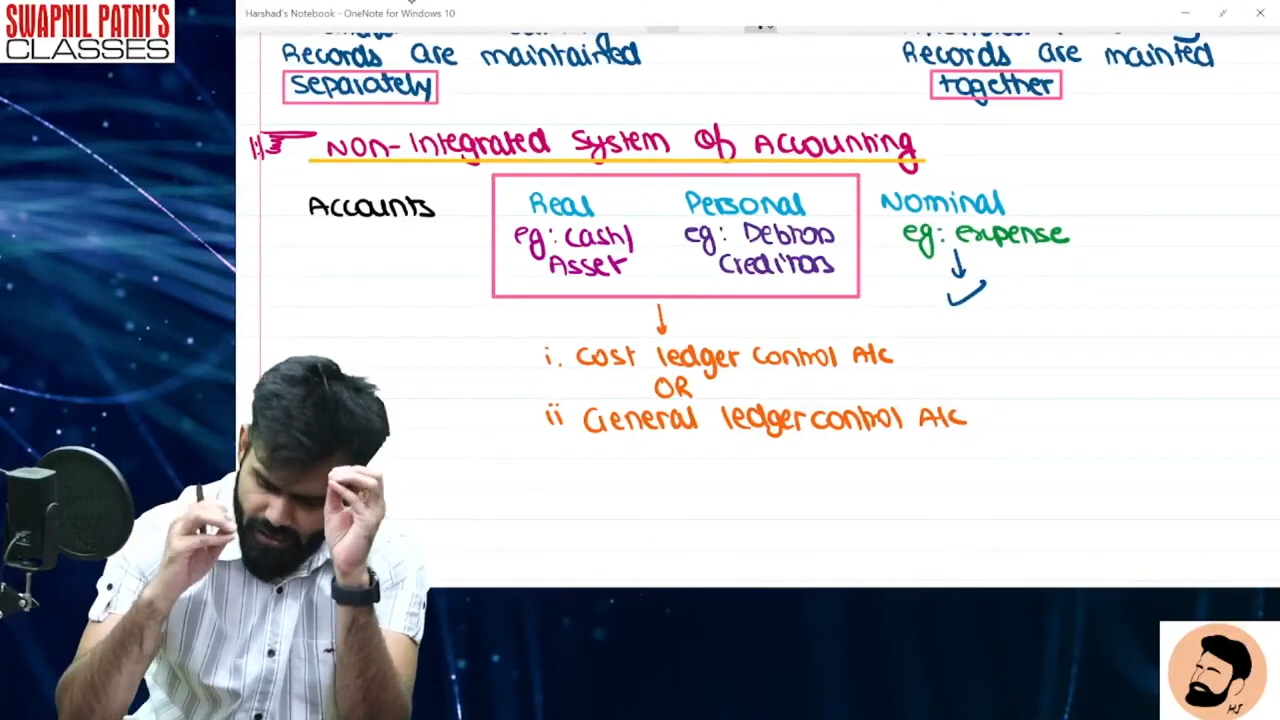 SWAPNIL PATNI'S
CLASSES
Harshad's Notebook - OneNote for Windows 10
Records are maintained
separately
Records are mainted
together
1:)
Non-Integrated System of Accounting
Accounts
Real
Personal
Nominal
eg: cash/
Asset
eg: Debtors
Creditors
eg: expense
i. Cost ledger control A/c
OR
ii General ledger control A/c
HJ